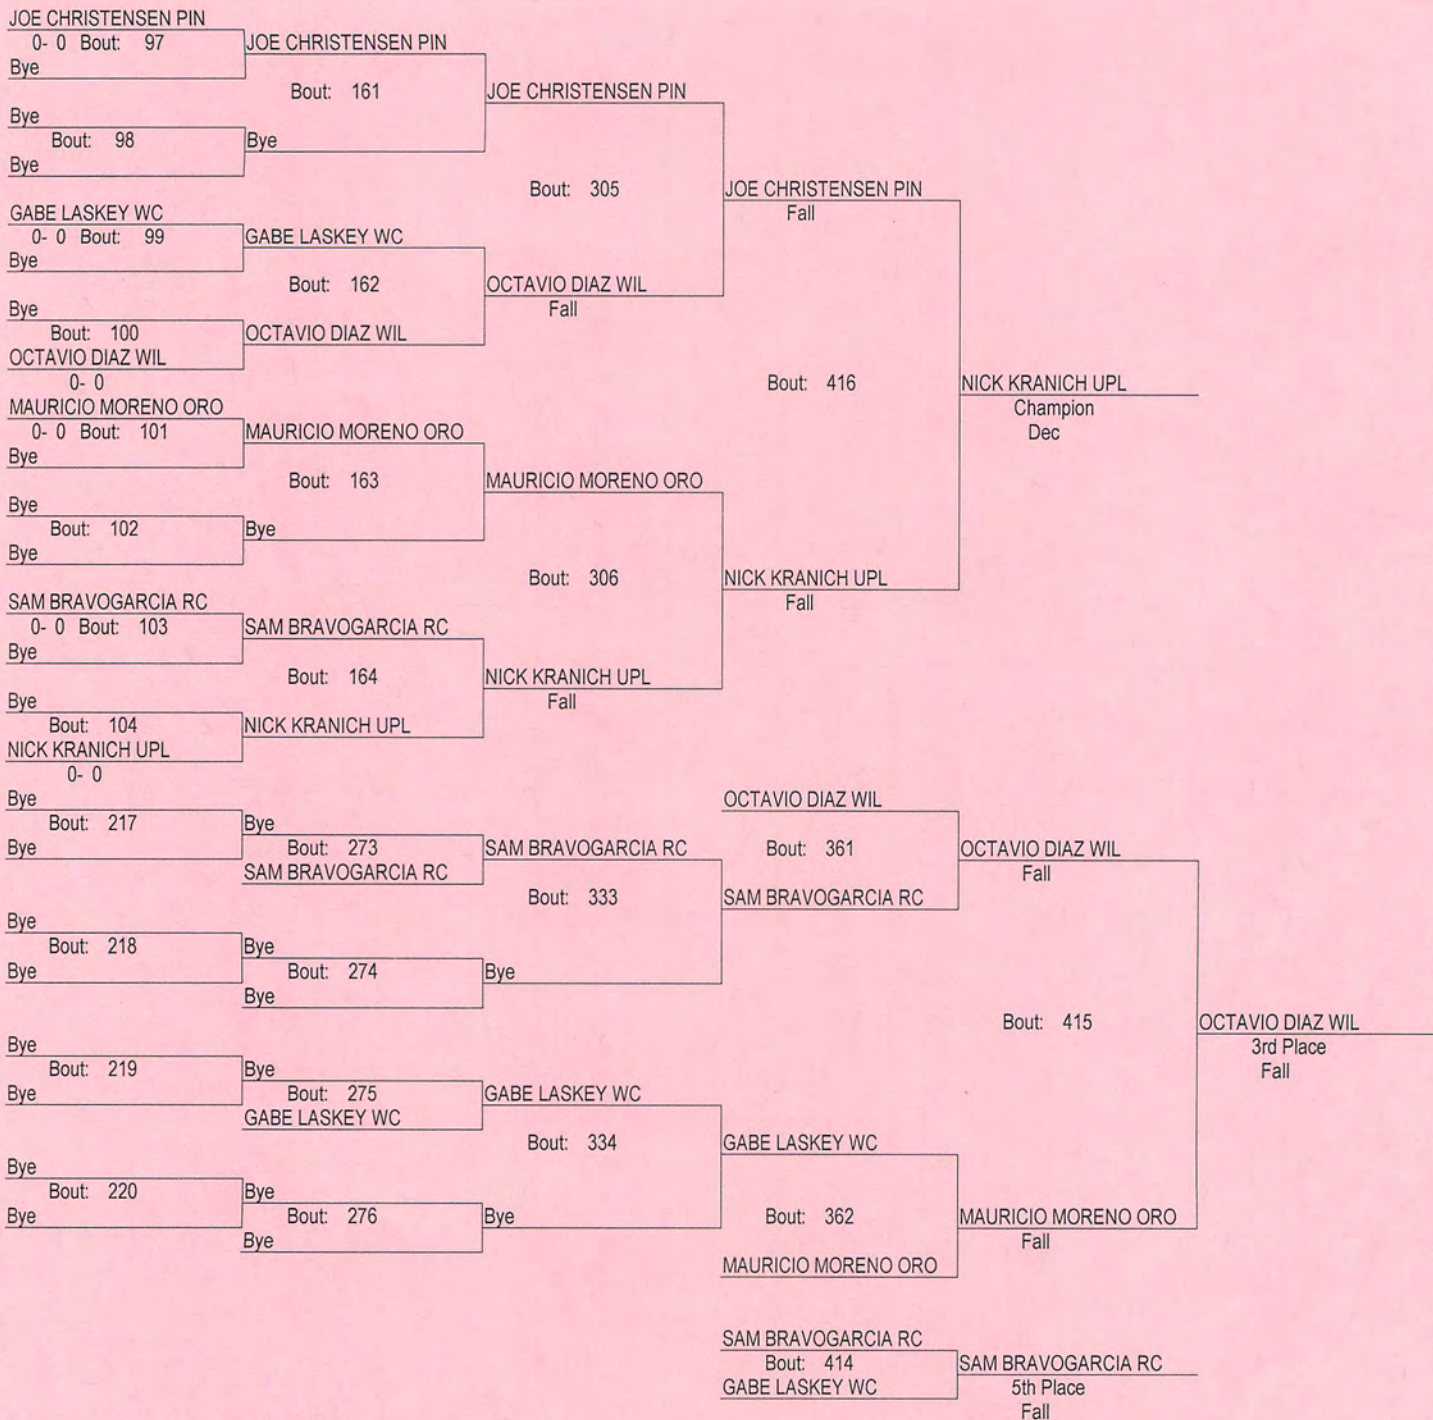 JOE CHRISTENSEN PIN
0- 0 Bout: 97
Bye
JOE CHRISTENSEN PIN
Bout: 161
JOE CHRISTENSEN PIN
Bye
Bout: 98
Bye
Bye
Bout: 305
JOE CHRISTENSEN PIN
Fall
GABE LASKEY WC
0- 0 Bout: 99
Bye
GABE LASKEY WC
Bout: 162
OCTAVIO DIAZ WIL
Fall
Bye
Bout: 100
OCTAVIO DIAZ WIL
0- 0
OCTAVIO DIAZ WIL
Bout: 416
NICK KRANICH UPL
Champion
Dec
MAURICIO MORENO ORO
0- 0 Bout: 101
Bye
MAURICIO MORENO ORO
Bout: 163
MAURICIO MORENO ORO
Bye
Bout: 102
Bye
Bye
Bout: 306
NICK KRANICH UPL
Fall
SAM BRAVOGARCIA RC
0- 0 Bout: 103
Bye
SAM BRAVOGARCIA RC
Bout: 164
NICK KRANICH UPL
Fall
Bye
Bout: 104
NICK KRANICH UPL
0- 0
NICK KRANICH UPL
Bye
Bout: 217
Bye
Bye
Bout: 273
SAM BRAVOGARCIA RC
SAM BRAVOGARCIA RC
Bout: 333
OCTAVIO DIAZ WIL
Bout: 361
SAM BRAVOGARCIA RC
OCTAVIO DIAZ WIL
Fall
Bye
Bout: 218
Bye
Bye
Bout: 274
Bye
Bye
Bout: 415
OCTAVIO DIAZ WIL
3rd Place
Fall
Bye
Bout: 219
Bye
Bye
Bout: 275
GABE LASKEY WC
GABE LASKEY WC
Bout: 334
GABE LASKEY WC
Bout: 362
MAURICIO MORENO ORO
MAURICIO MORENO ORO
Fall
Bye
Bout: 220
Bye
Bye
Bout: 276
Bye
Bye
SAM BRAVOGARCIA RC
Bout: 414
GABE LASKEY WC
SAM BRAVOGARCIA RC
5th Place
Fall